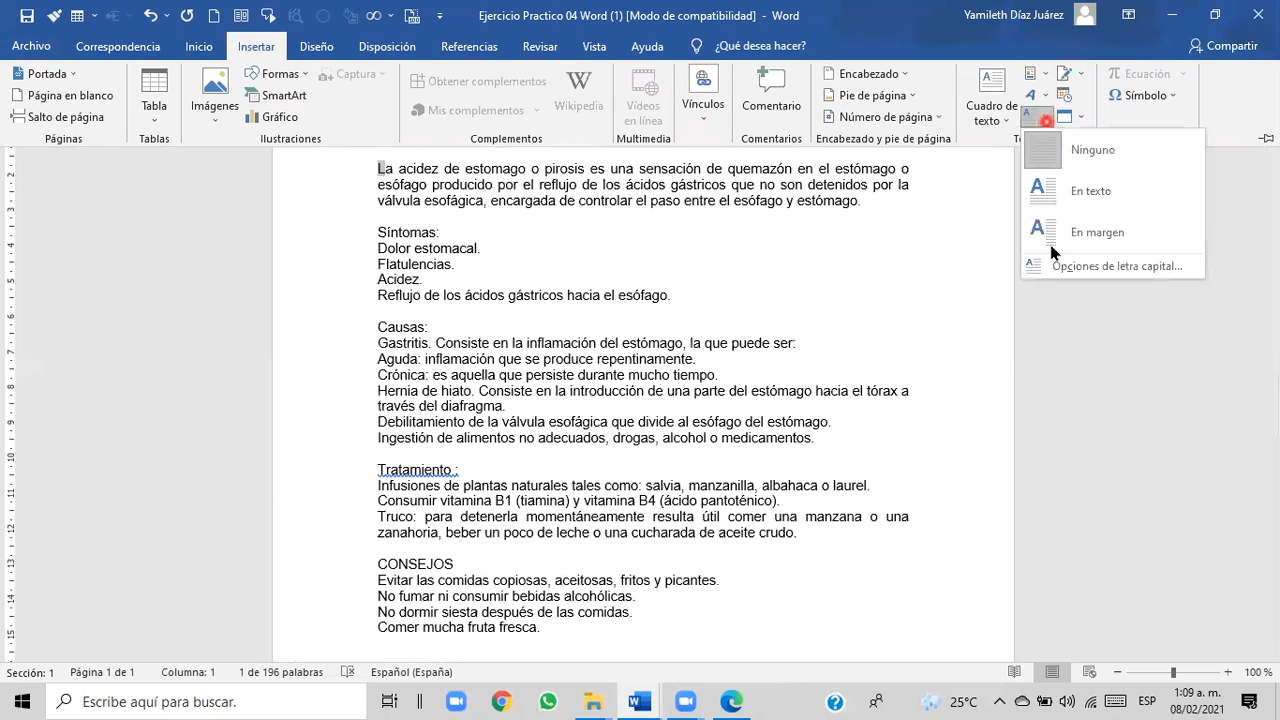 Ejercicio Practico 04 Word (1) [Modo de compatibilidad] - Word
Yamileth Díaz Juárez
Archivo Correspondencia Inicio Insertar Diseño Disposición Referencias Revisar Vista Ayuda ¿Qué desea hacer? Compartir
Portada
Página en blanco
Salto de página
Páginas
Tabla
Tablas
Imágenes
Formas
SmartArt
Gráfico
Captura
Ilustraciones
Obtener complementos
Mis complementos
Wikipedia
Complementos
Vídeos
en línea
Multimedia
Vínculos
Comentario
Comentarios
Encabezado
Pie de página
Número de página
Encabezado y pie de página
Cuadro de
texto
Ecuación
Símbolo
Ninguno
En texto
En margen
Opciones de letra capital...
La acidez de estomago o pirosis es una sensación de quemazón en el estómago o
esófago producido por el reflujo de los ácidos gástricos que no son detenidos por la
válvula esofágica, encargada de controlar el paso entre el esófago y estómago.
Síntomas:
Dolor estomacal.
Flatulencias.
Acidez.
Reflujo de los ácidos gástricos hacia el esófago.
Causas:
Gastritis. Consiste en la inflamación del estómago, la que puede ser:
Aguda: inflamación que se produce repentinamente.
Crónica: es aquella que persiste durante mucho tiempo.
Hernia de hiato. Consiste en la introducción de una parte del estómago hacia el tórax a
través del diafragma.
Debilitamiento de la válvula esofágica que divide al esófago del estómago.
Ingestión de alimentos no adecuados, drogas, alcohol o medicamentos.
Tratamiento :
Infusiones de plantas naturales tales como: salvia, manzanilla, albahaca o laurel.
Consumir vitamina B1 (tiamina) y vitamina B4 (ácido pantoténico).
Truco: para detenerla momentáneamente resulta útil comer una manzana o una
zanahoria, beber un poco de leche o una cucharada de aceite crudo.
CONSEJOS
Evitar las comidas copiosas, aceitosas, fritos y picantes.
No fumar ni consumir bebidas alcohólicas.
No dormir siesta después de las comidas.
Comer mucha fruta fresca.
Sección: 1 Página 1 de 1 Columna: 1 1 de 196 palabras Español (España) 100 %
Escribe aquí para buscar.
25°C
ESP
1:09 a. m.
08/02/2021